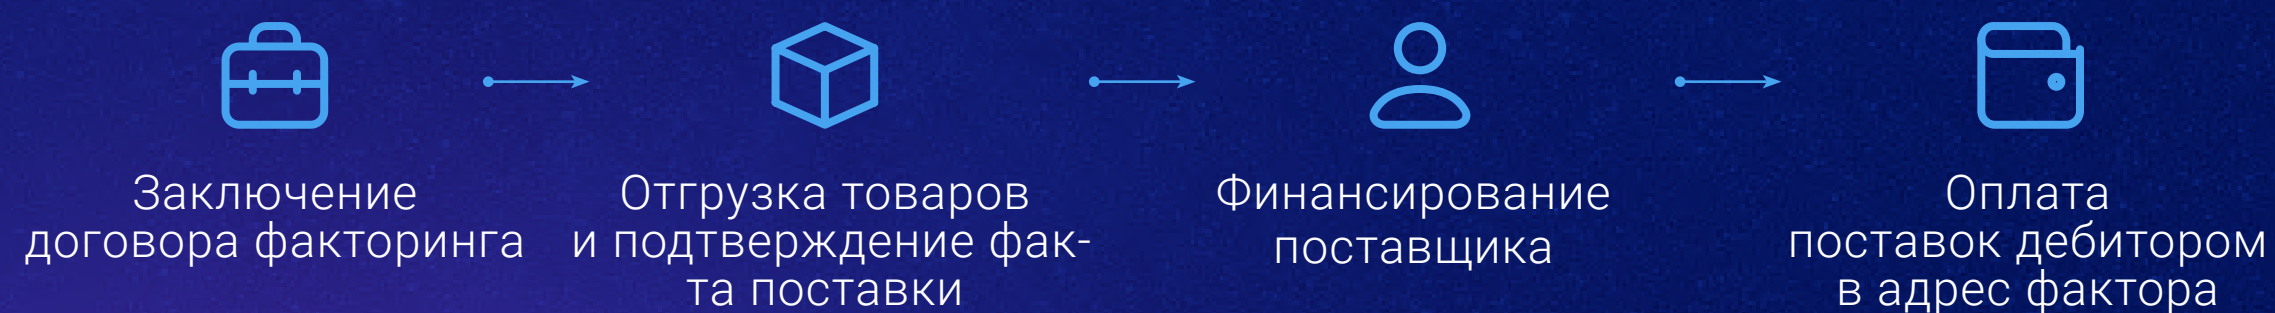 Заключение
договора факторинга
Отгрузка товаров
и подтверждение фак-
та поставки
Финансирование
поставщика
Оплата
поставок дебитором
в адрес фактора